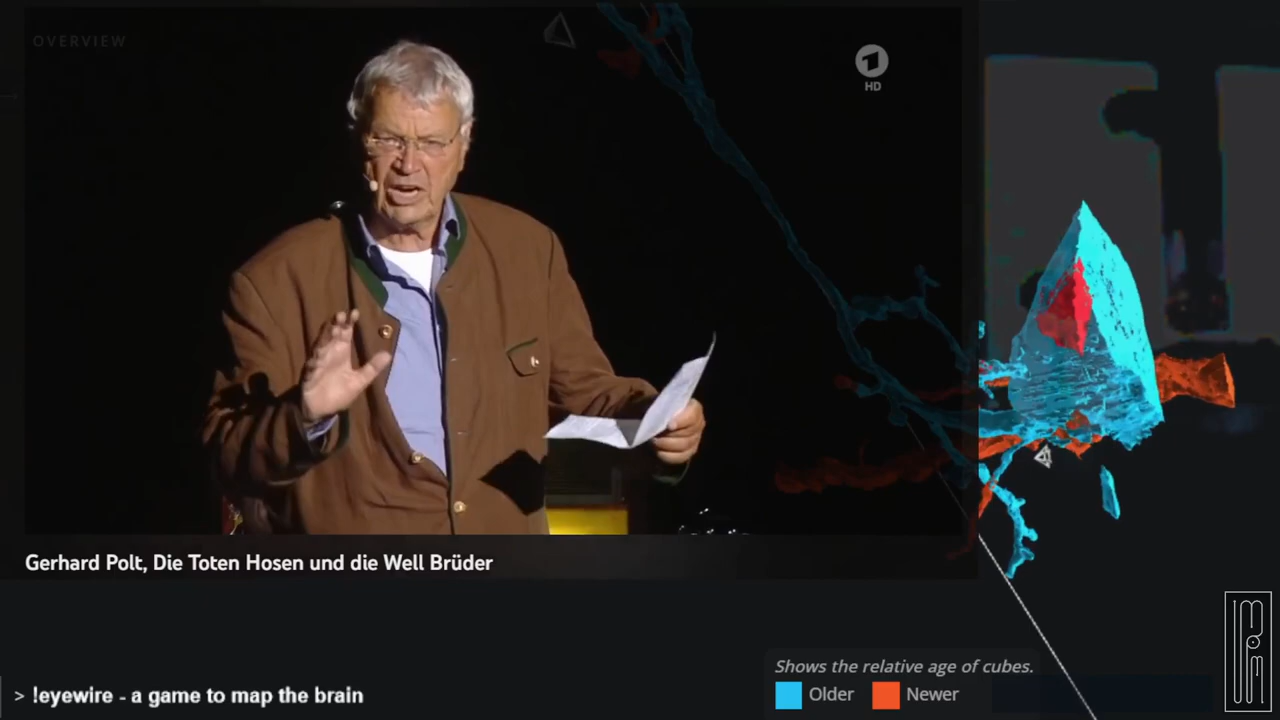 OVERVIEW
1
HD
Gerhard Polt, Die Toten Hosen und die Well Brüder
Shows the relative age of cubes.
Older
Newer
> !eyewire - a game to map the brain